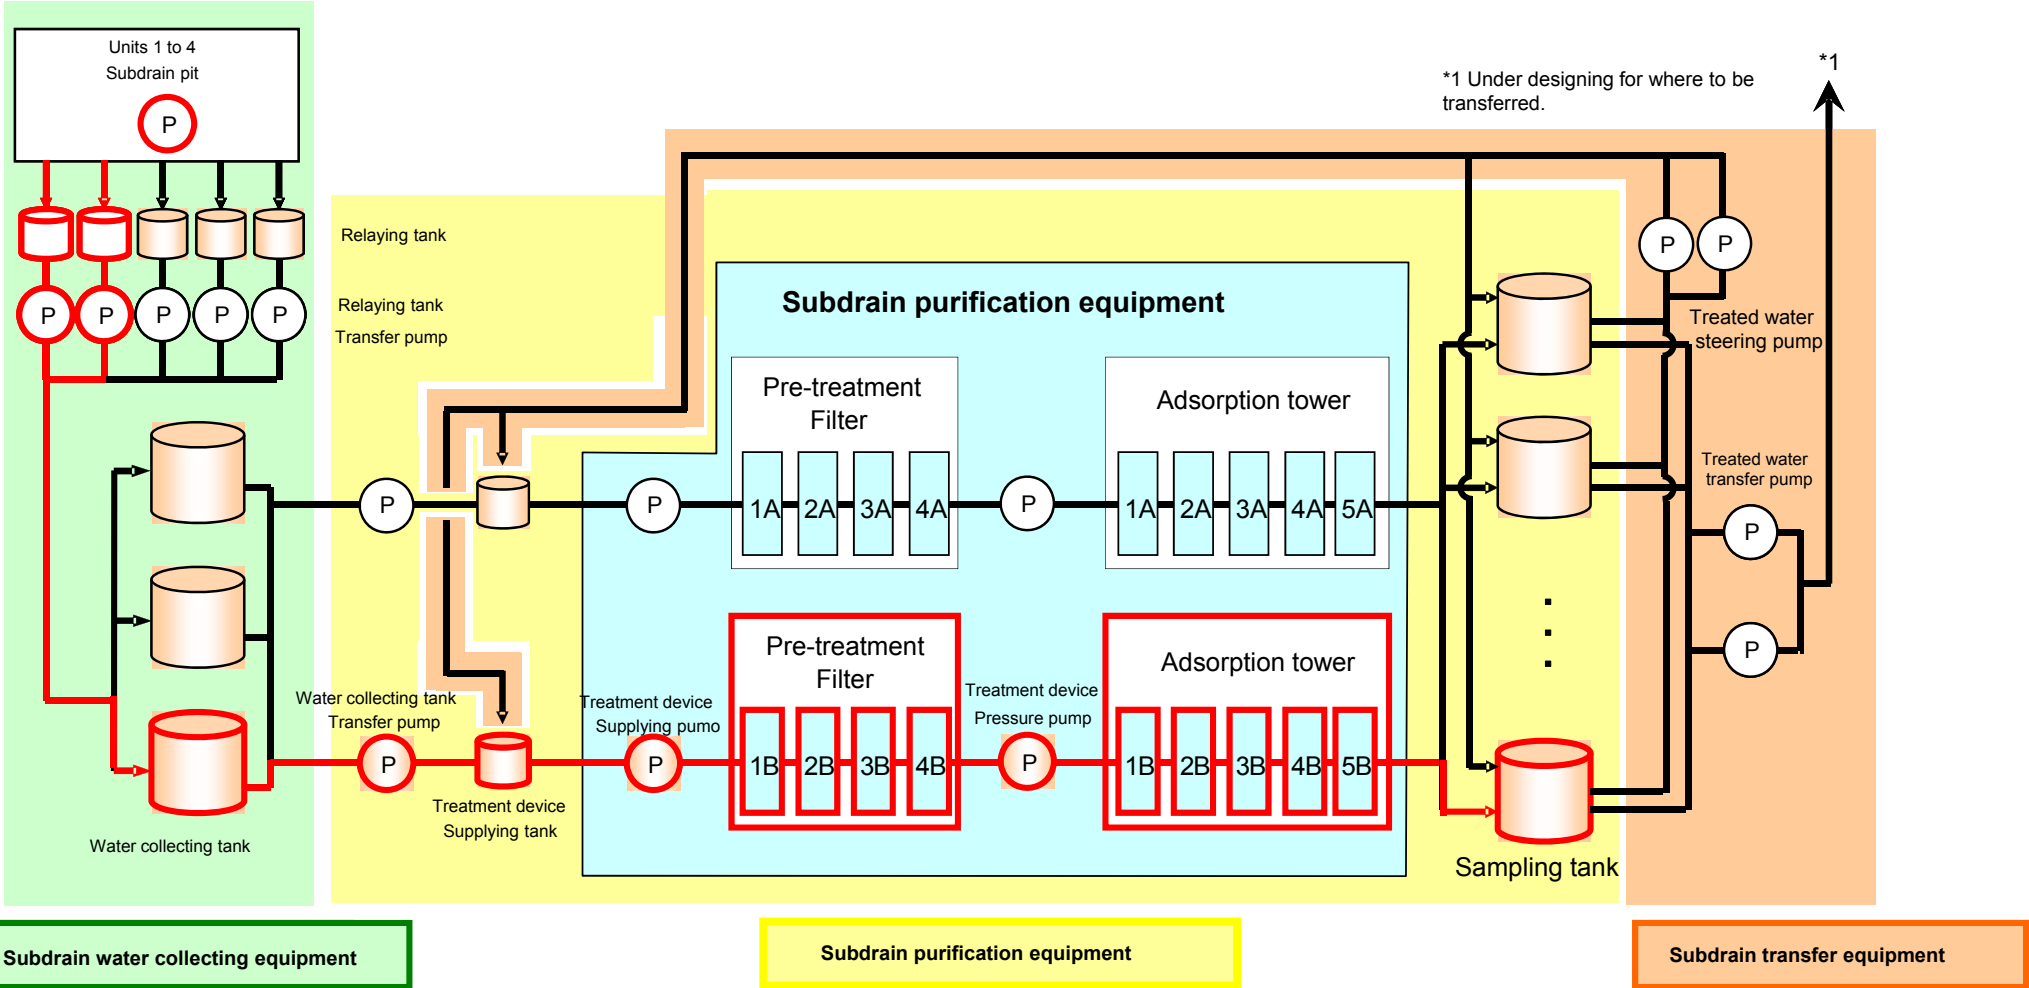 Units 1 to 4
Subdrain pit
P
P
P
P
P
P
Relaying tank
Relaying tank
Transfer pump
*1 Under designing for where to be
transferred.
*1
Subdrain purification equipment
P
P
Treated water
steering pump
Pre-treatment
Filter
Adsorption tower
P
P
1A
2A
3A
4A
P
1A
2A
3A
4A
5A
Treated water
transfer pump
P
P
Pre-treatment
Filter
Adsorption tower
Water collecting tank
Transfer pump
Treatment device
Supplying pumo
Treatment device
Pressure pump
P
P
1B
2B
3B
4B
P
1B
2B
3B
4B
5B
Treatment device
Supplying tank
Water collecting tank
Sampling tank
Subdrain water collecting equipment
Subdrain purification equipment
Subdrain transfer equipment